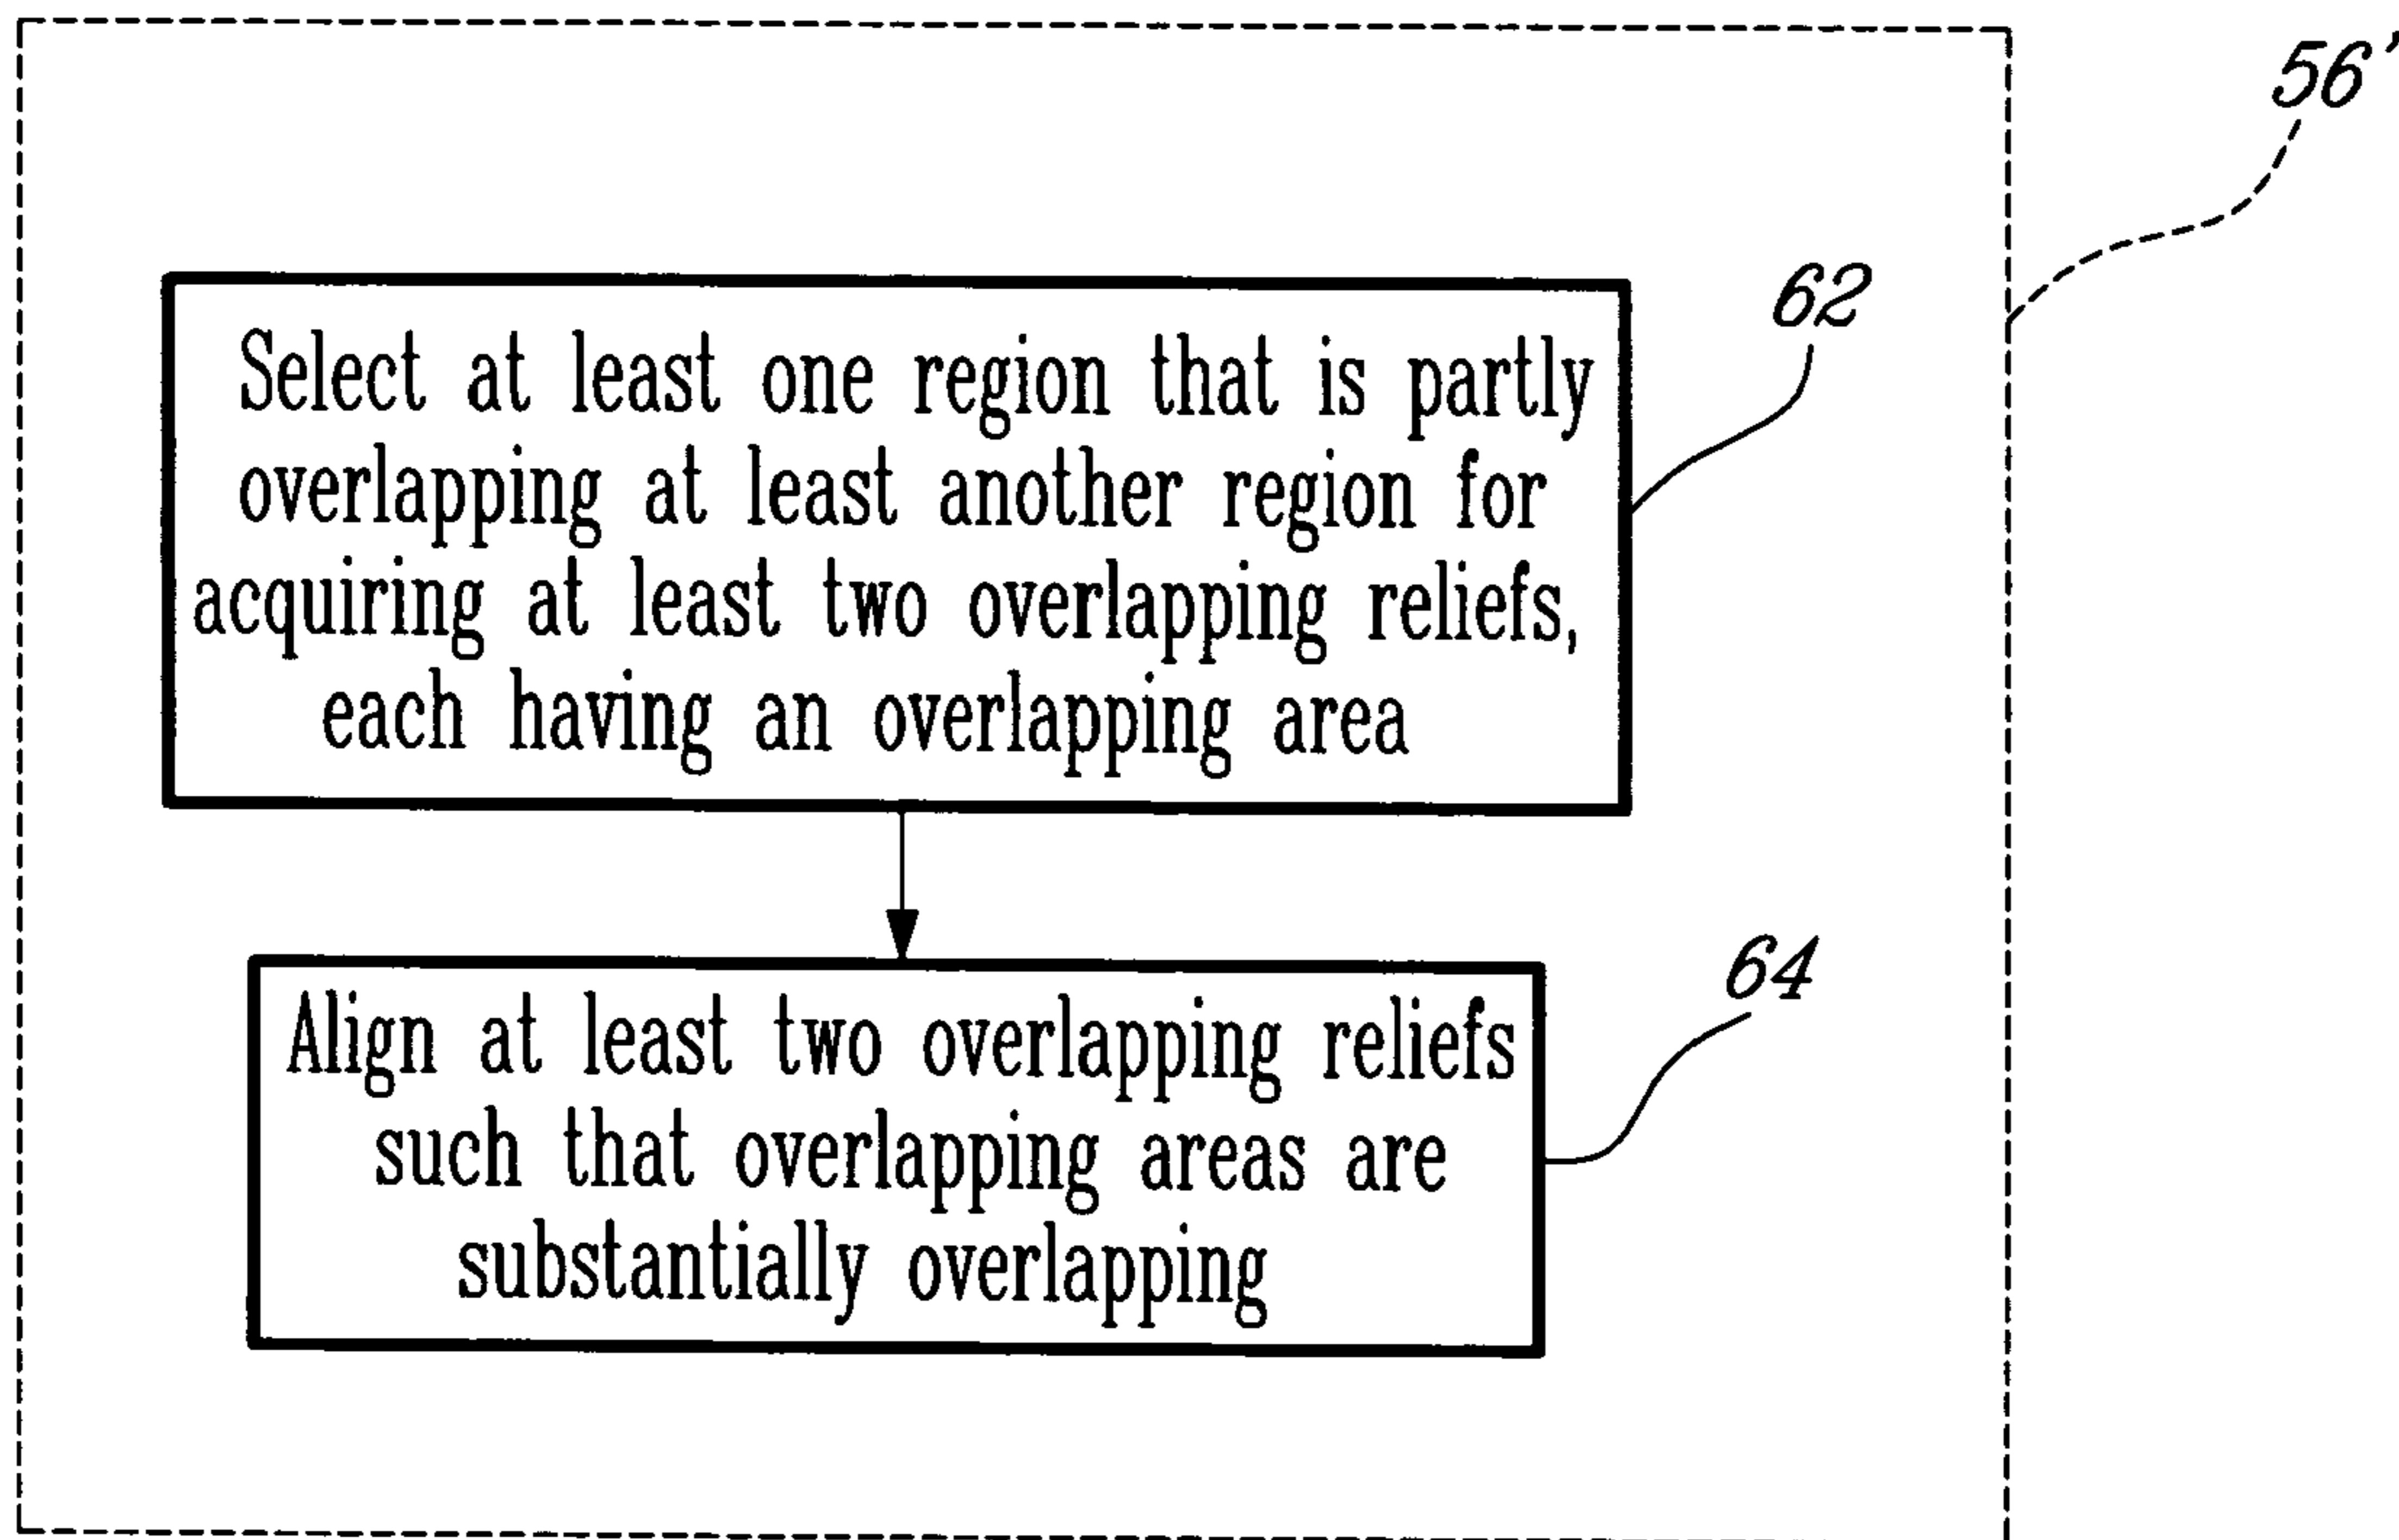 56'
62
Select at least one region that is partly
overlapping at least another region for
acquiring at least two overlapping reliefs,
each having an overlapping area
64
Align at least two overlapping reliefs
such that overlapping areas are
substantially overlapping